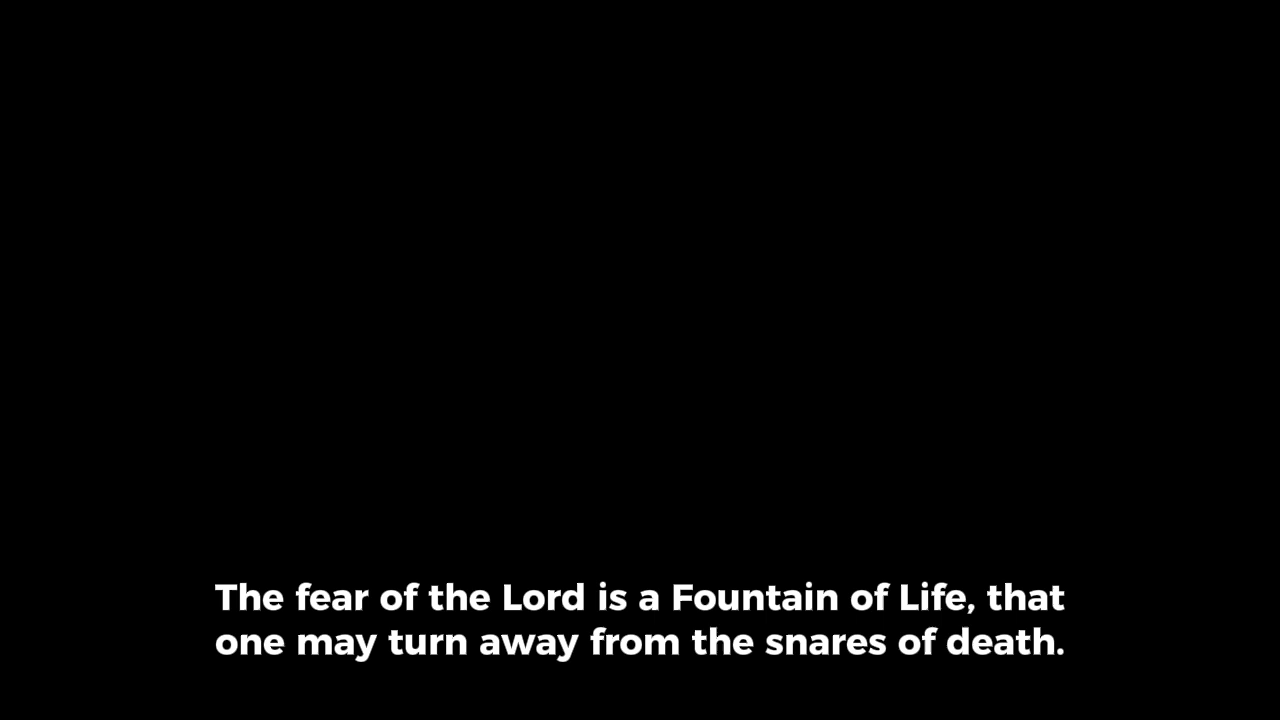 The fear of the Lord is a Fountain of Life, that
one may turn away from the snares of death.